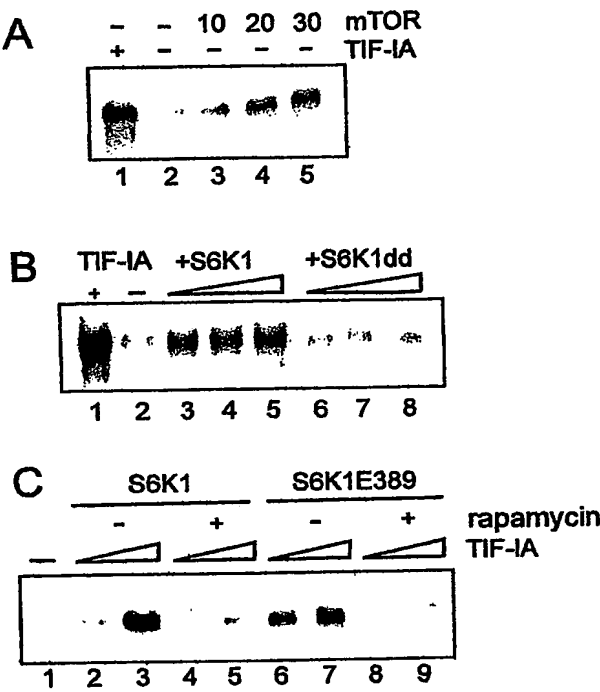 A
– – 10 20 30 mTOR
+ – – – – TIF-IA
1 2 3 4 5
B
TIF-IA +S6K1 +S6K1dd
+ –
1 2 3 4 5 6 7 8
C
S6K1 S6K1E389
– + – + rapamycin
– TIF-IA
1 2 3 4 5 6 7 8 9